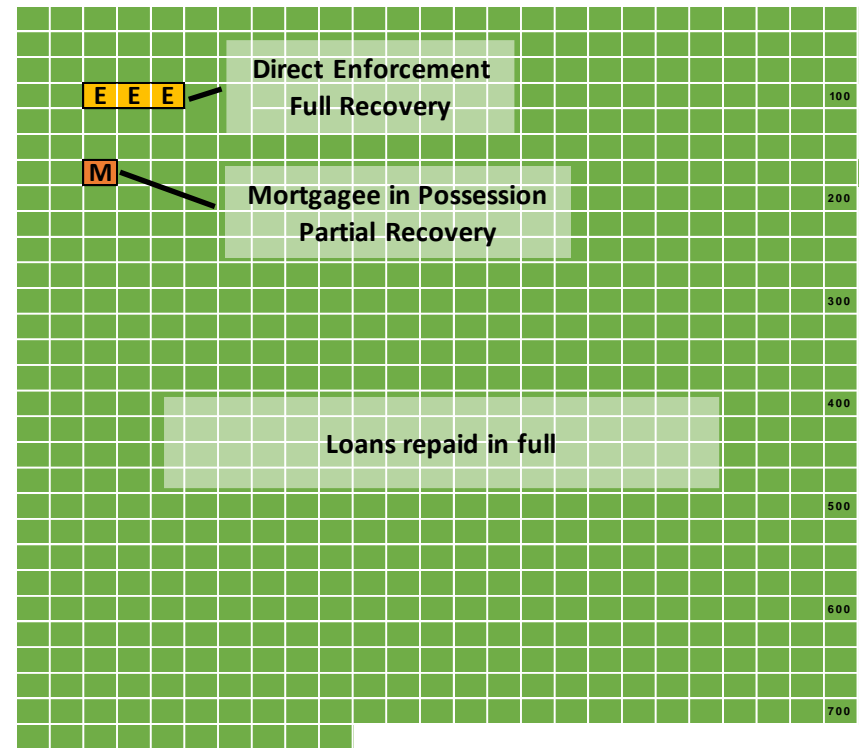 Direct Enforcement
E E E
100
Full Recovery
M
Mortgagee in Possession
200
Partial Recovery
300
400
Loans repaid in full
500
600
700